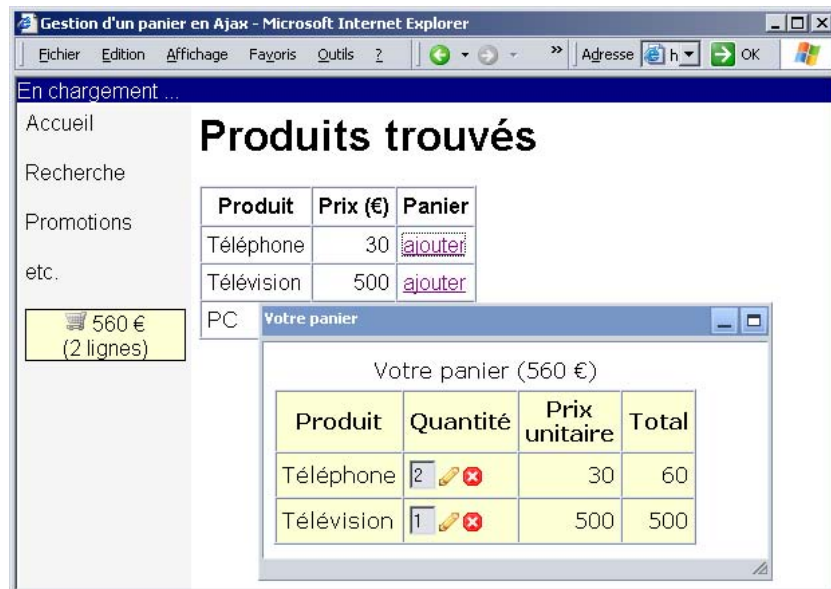 Gestion d'un panier en Ajax - Microsoft Internet Explorer
Fichier Edition Affichage Favoris Outils ? » Adresse h OK
En chargement ...
Accueil
Recherche
Promotions
etc.
560 €
(2 lignes)
Produits trouvés
Produit Prix (€) Panier
Téléphone 30 ajouter
Télévision 500 ajouter
PC
Votre panier
Votre panier (560 €)
Produit Quantité Prix unitaire Total
Téléphone 2 30 60
Télévision 1 500 500